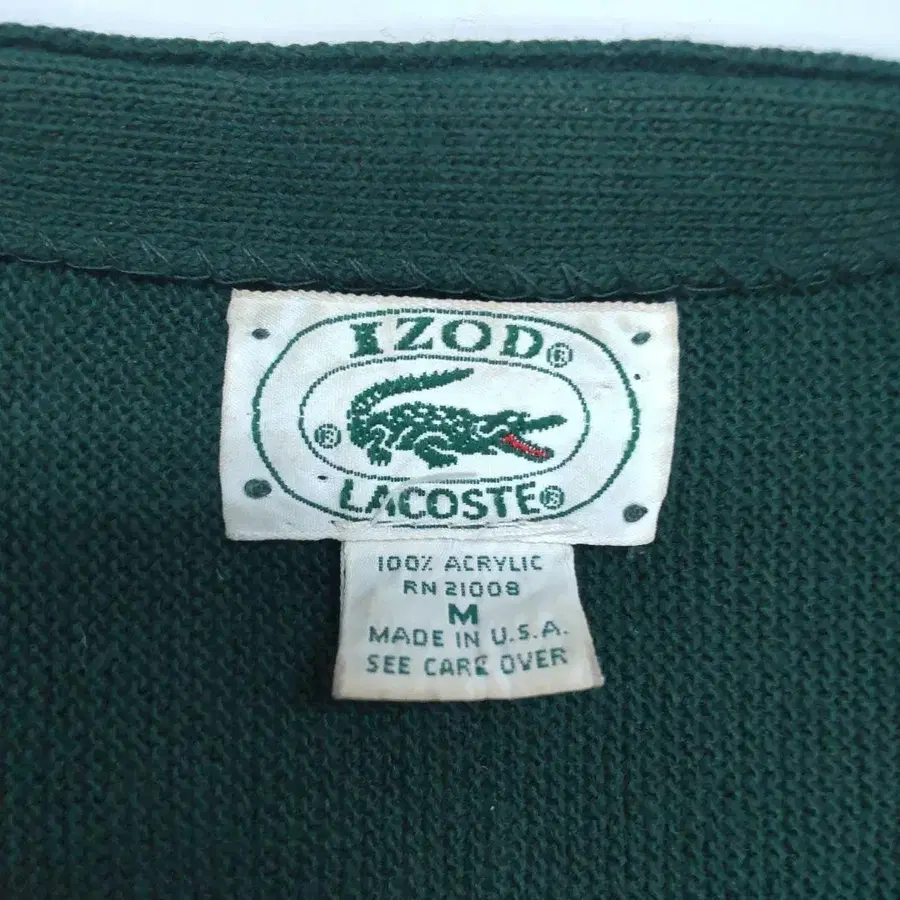 IZOD®
®
LACOSTE®
100% ACRYLIC
RN 21008
M
MADE IN U.S.A.
SEE CARE OVER